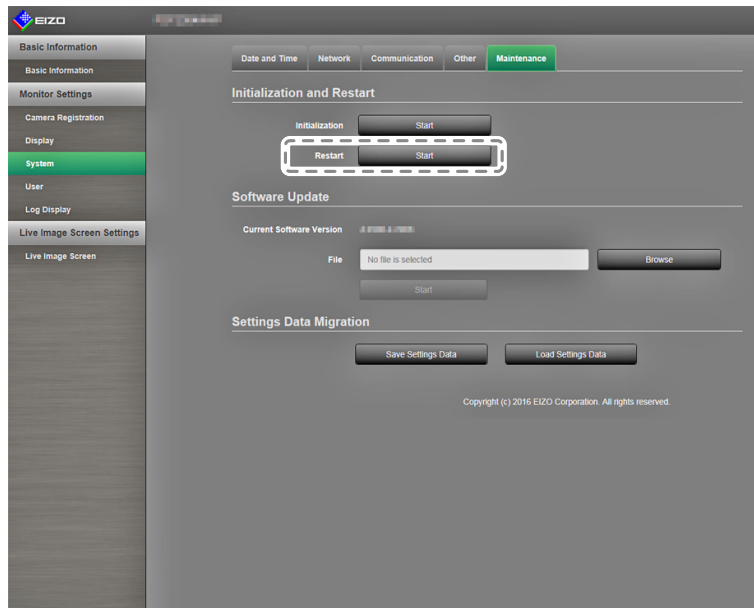 EIZO
Basic Information
Basic Information
Monitor Settings
Camera Registration
Display
System
User
Log Display
Live Image Screen Settings
Live Image Screen
Date and Time Network Communication Other Maintenance
Initialization and Restart
Initialization Start
Restart Start
Software Update
Current Software Version
File No file is selected Browse
Start
Settings Data Migration
Save Settings Data Load Settings Data
Copyright (c) 2016 EIZO Corporation. All rights reserved.